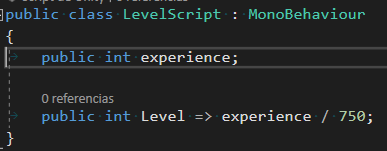 public class LevelScript : MonoBehaviour
{
public int experience;
0 referencias
public int Level => experience / 750;
}